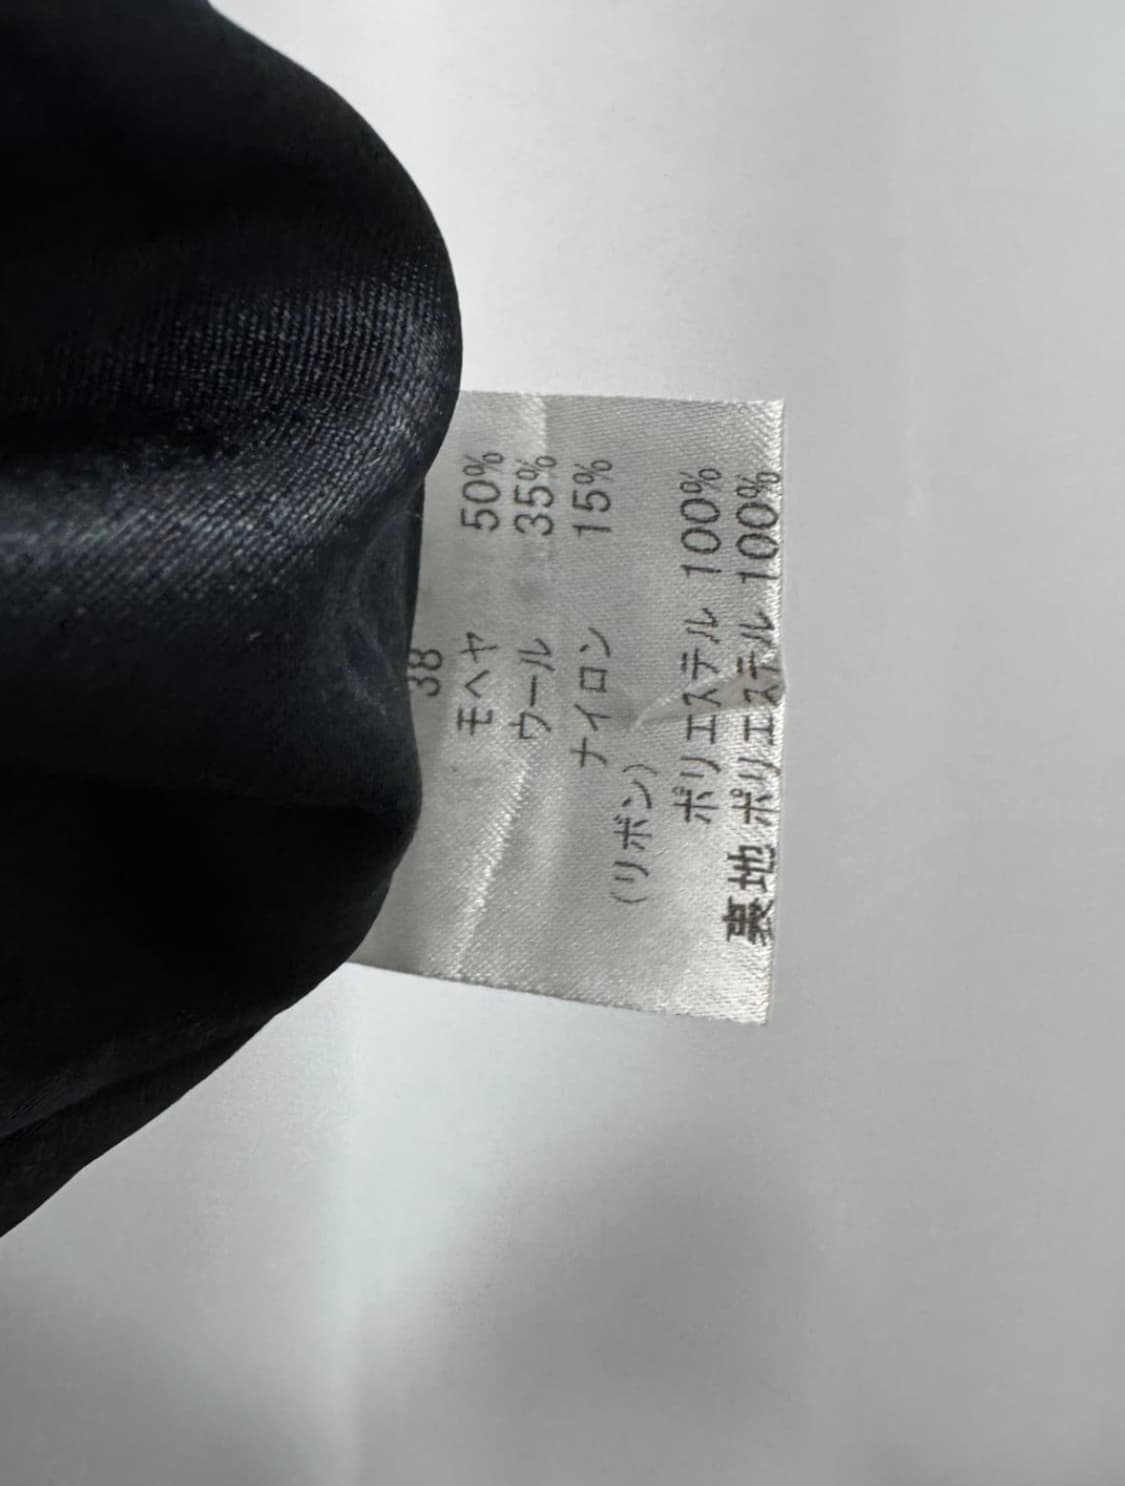 38
モヘヤ 50%
ウール 35%
ナイロン 15%
(リボン)
ポリエステル 100%
裏地 ポリエステル 100%